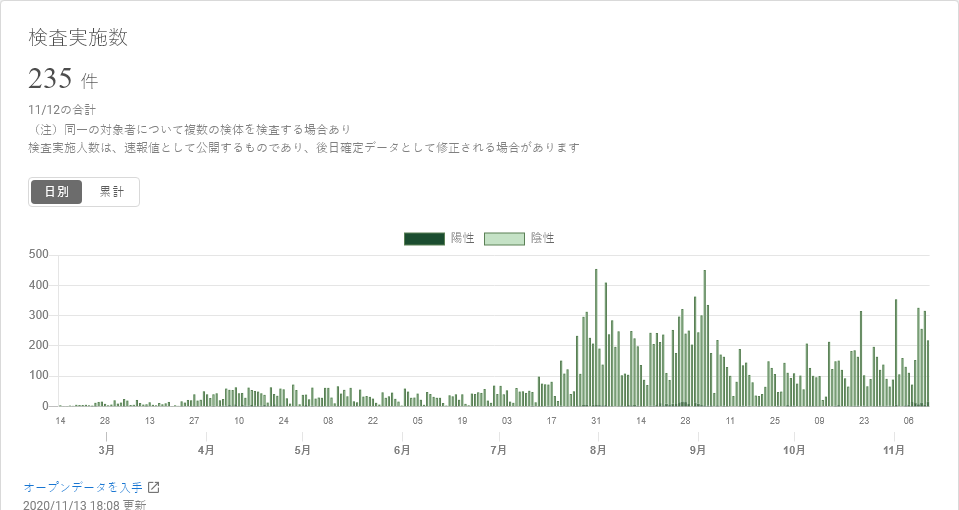 検査実施数
235 件
11/12の合計
（注）同一の対象者について複数の検体を検査する場合あり
検査実施人数は、速報値として公開するものであり、後日確定データとして修正される場合があります
日別 累計
陽性 陰性
500
400
300
200
100
0
14 28 13 27 10 24 08 22 05 19 03 17 31 14 28 11 25 09 23 06
3月 4月 5月 6月 7月 8月 9月 10月 11月
オープンデータを入手
2020/11/13 18:08 更新